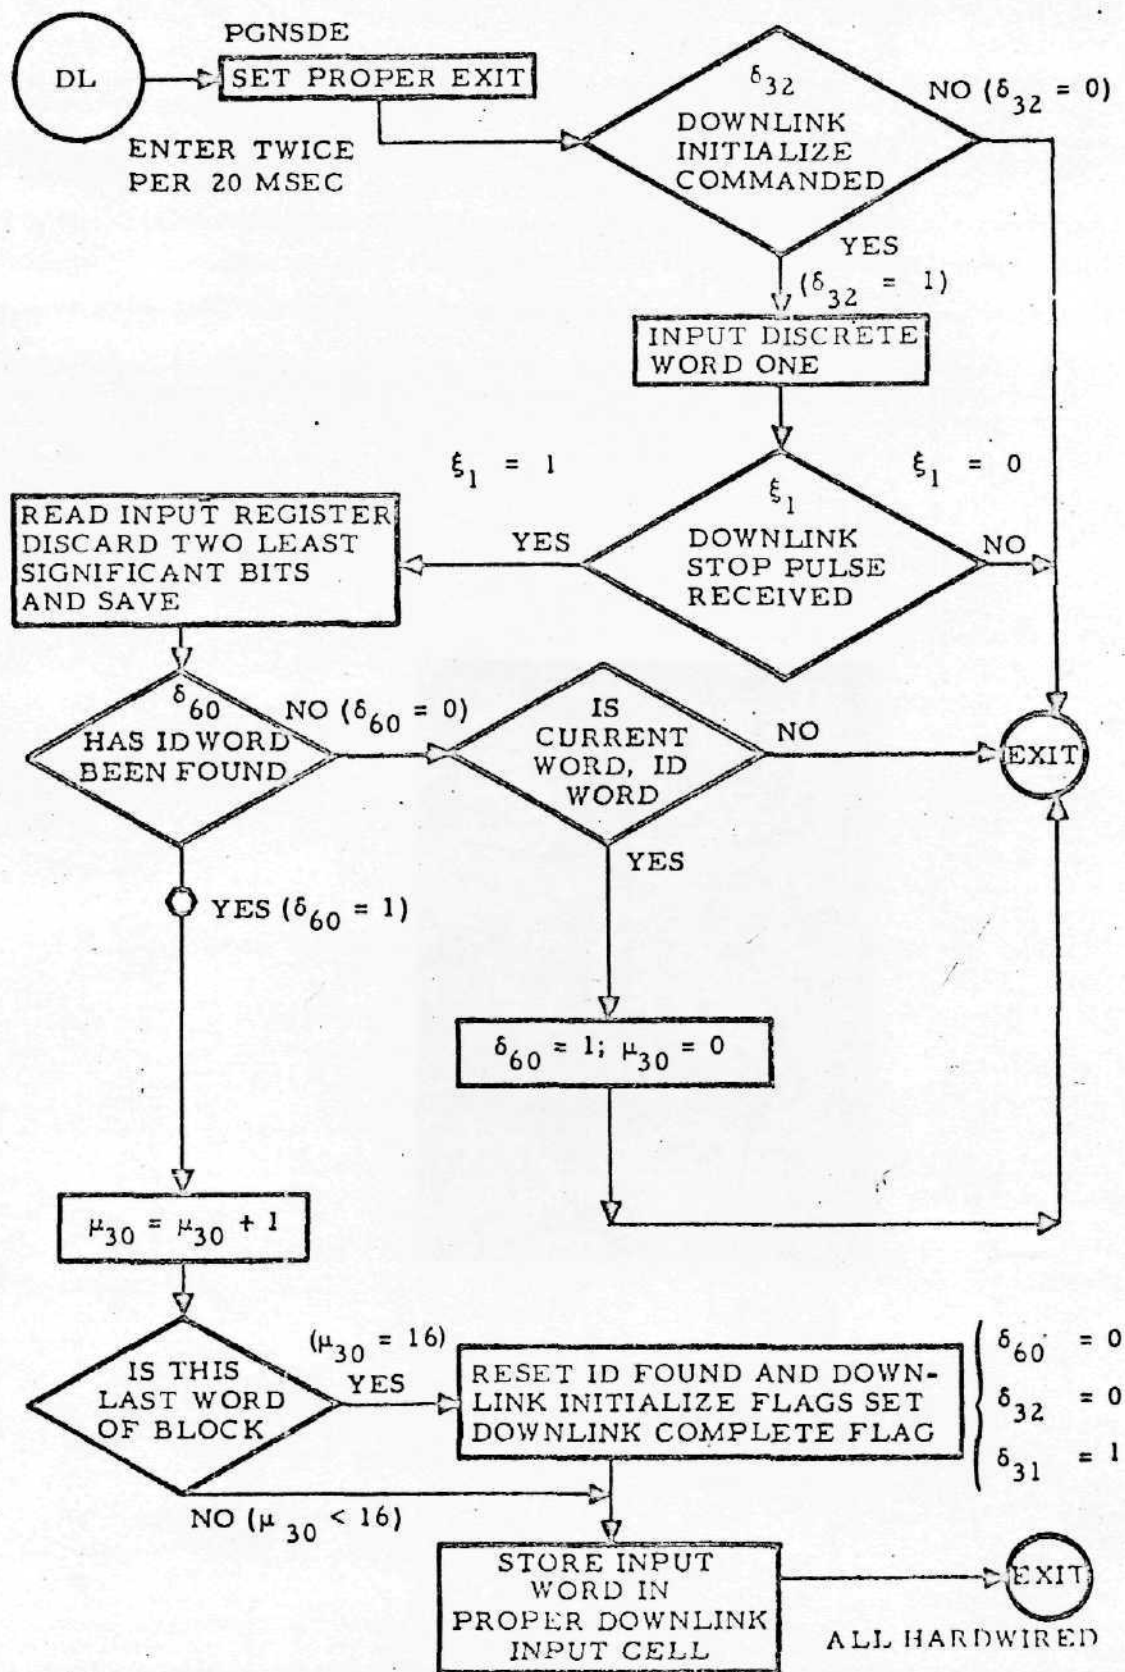 DL
PGNSDE
SET PROPER EXIT
ENTER TWICE
PER 20 MSEC
δ32
DOWNLINK
INITIALIZE
COMMANDED
NO (δ32 = 0)
YES
(δ32 = 1)
INPUT DISCRETE
WORD ONE
ξ1 = 1
ξ1 = 0
ξ1
DOWNLINK
STOP PULSE
RECEIVED
YES
NO
READ INPUT REGISTER
DISCARD TWO LEAST
SIGNIFICANT BITS
AND SAVE
δ60
HAS ID WORD
BEEN FOUND
NO (δ60 = 0)
IS
CURRENT
WORD, ID
WORD
NO
EXIT
YES
YES (δ60 = 1)
δ60 = 1; μ30 = 0
μ30 = μ30 + 1
IS THIS
LAST WORD
OF BLOCK
(μ30 = 16)
YES
RESET ID FOUND AND DOWN-
LINK INITIALIZE FLAGS SET
DOWNLINK COMPLETE FLAG
δ60 = 0
δ32 = 0
δ31 = 1
NO (μ30 < 16)
STORE INPUT
WORD IN
PROPER DOWNLINK
INPUT CELL
EXIT
ALL HARDWIRED